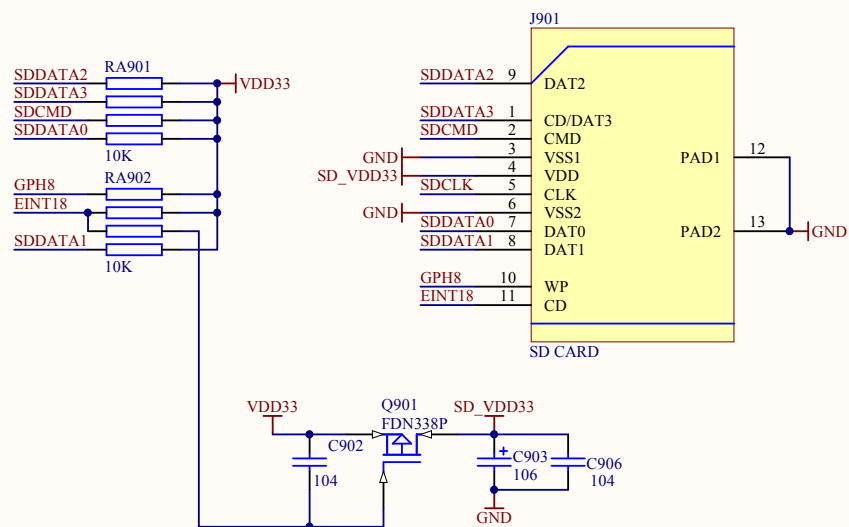 J901
RA901
SDDATA2
SDDATA3
SDCMD
SDDATA0
VDD33
10K
RA902
GPH8
EINT18
SDDATA1
10K
SDDATA2 9 DAT2
SDDATA3 1 CD/DAT3
SDCMD 2 CMD
GND 3 VSS1 PAD1 12
SD_VDD33 4 VDD
SDCLK 5 CLK
GND 6 VSS2
SDDATA0 7 DAT0 PAD2 13 GND
SDDATA1 8 DAT1
GPH8 10 WP
EINT18 11 CD
SD CARD
VDD33
Q901
FDN338P
SD_VDD33
C902
104
C903
106
C906
104
GND